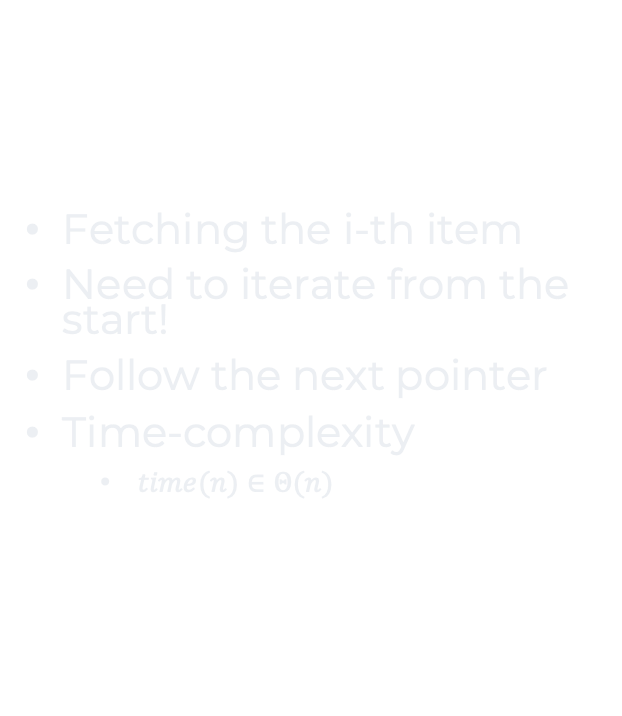 • Fetching the i-th item
• Need to iterate from the
start!
• Follow the next pointer
• Time-complexity
• time(n) ∈ Θ(n)